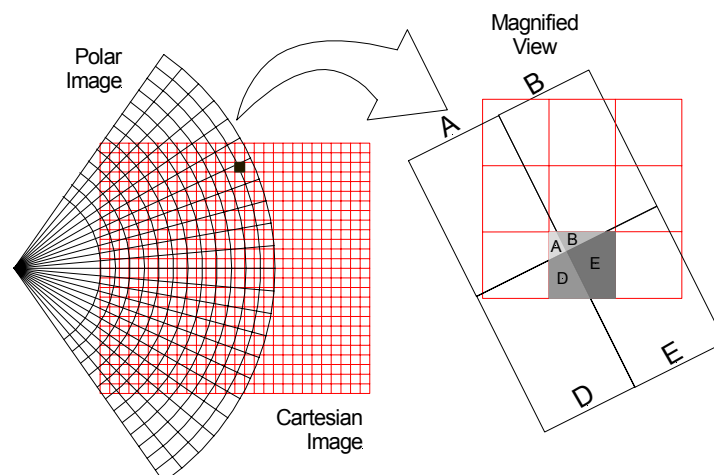 Polar
Image
Magnified
View
A
B
A
B
D
E
D
E
Cartesian
Image